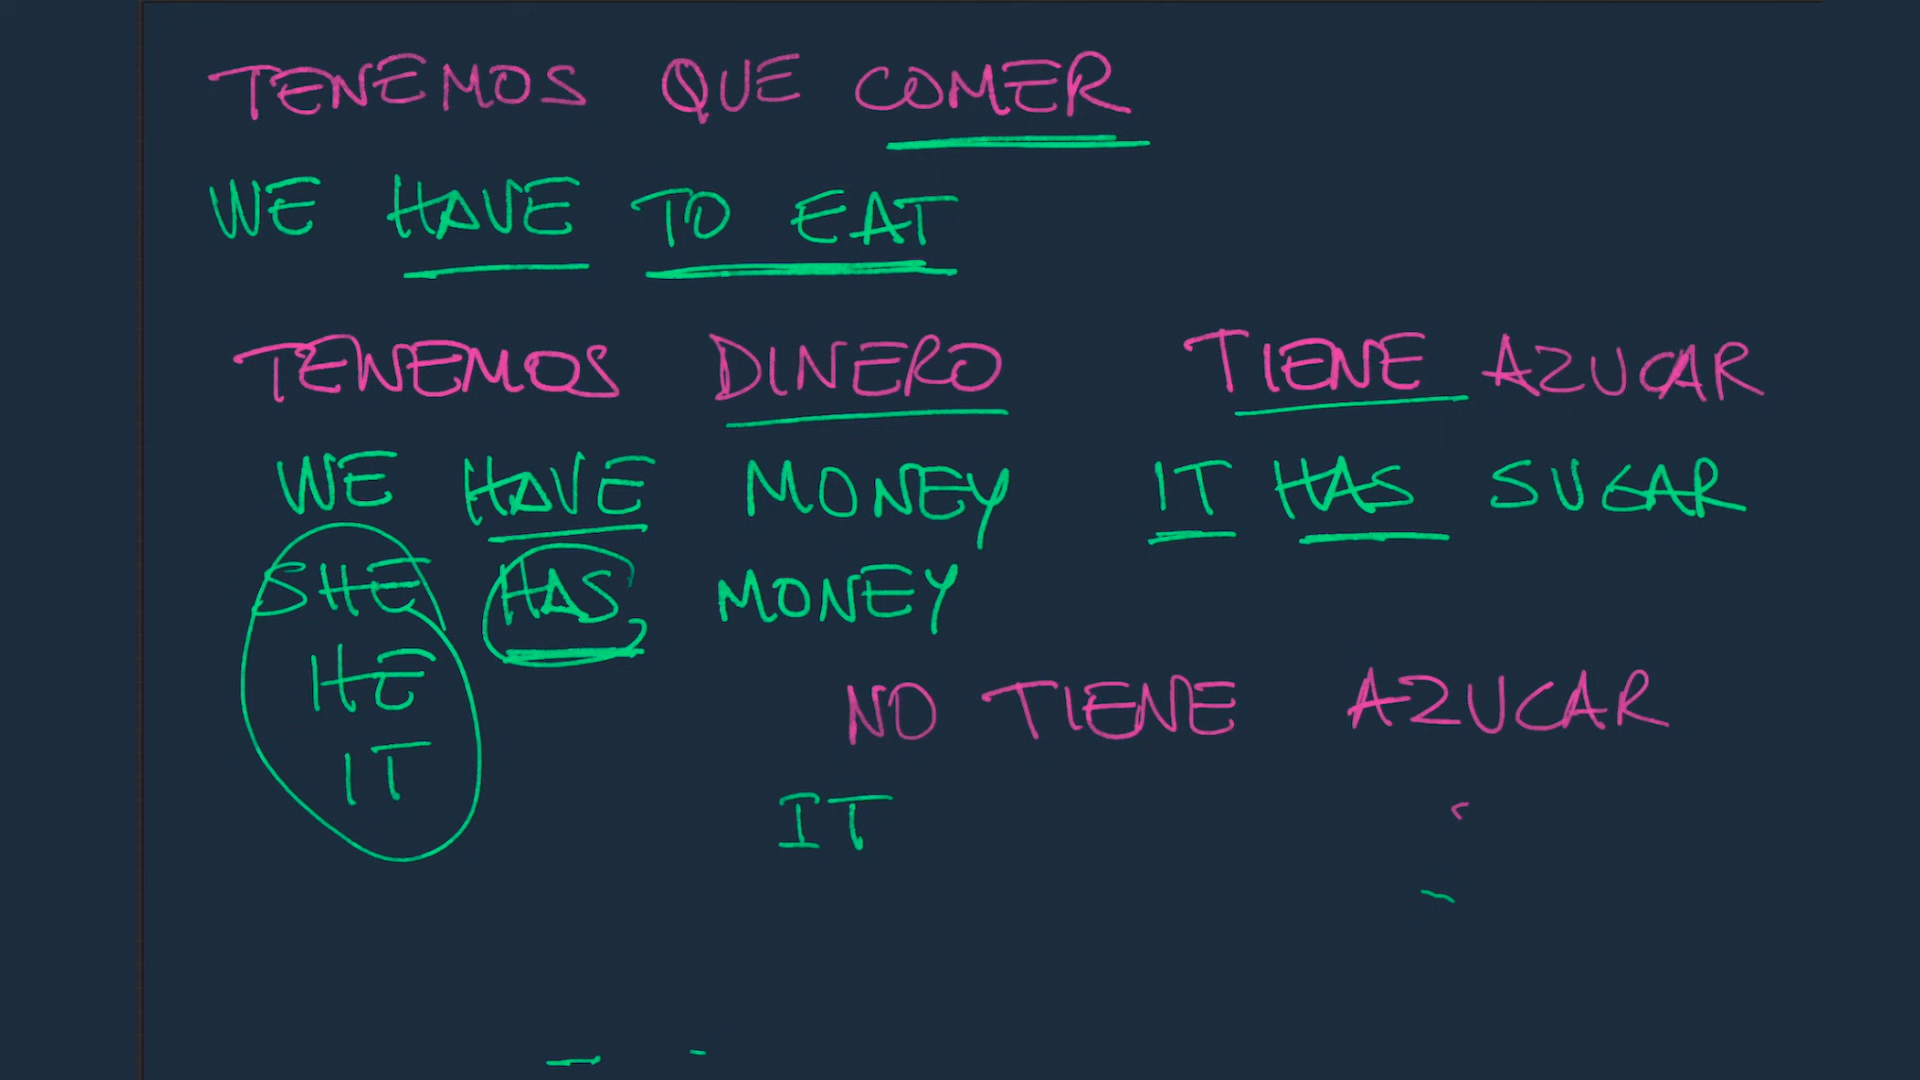 TENEMOS QUE COMER
WE HAVE TO EAT
TENEMOS DINERO
TIENE AZUCAR
WE HAVE MONEY
IT HAS SUGAR
SHE HAS MONEY
HE
IT
NO TIENE AZUCAR
IT